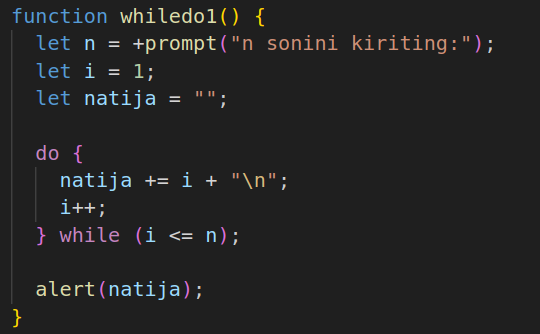 function whiledo1() {
  let n = +prompt("n sonini kiriting:");
  let i = 1;
  let natija = "";

  do {
    natija += i + "\n";
    i++;
  } while (i <= n);

  alert(natija);
}